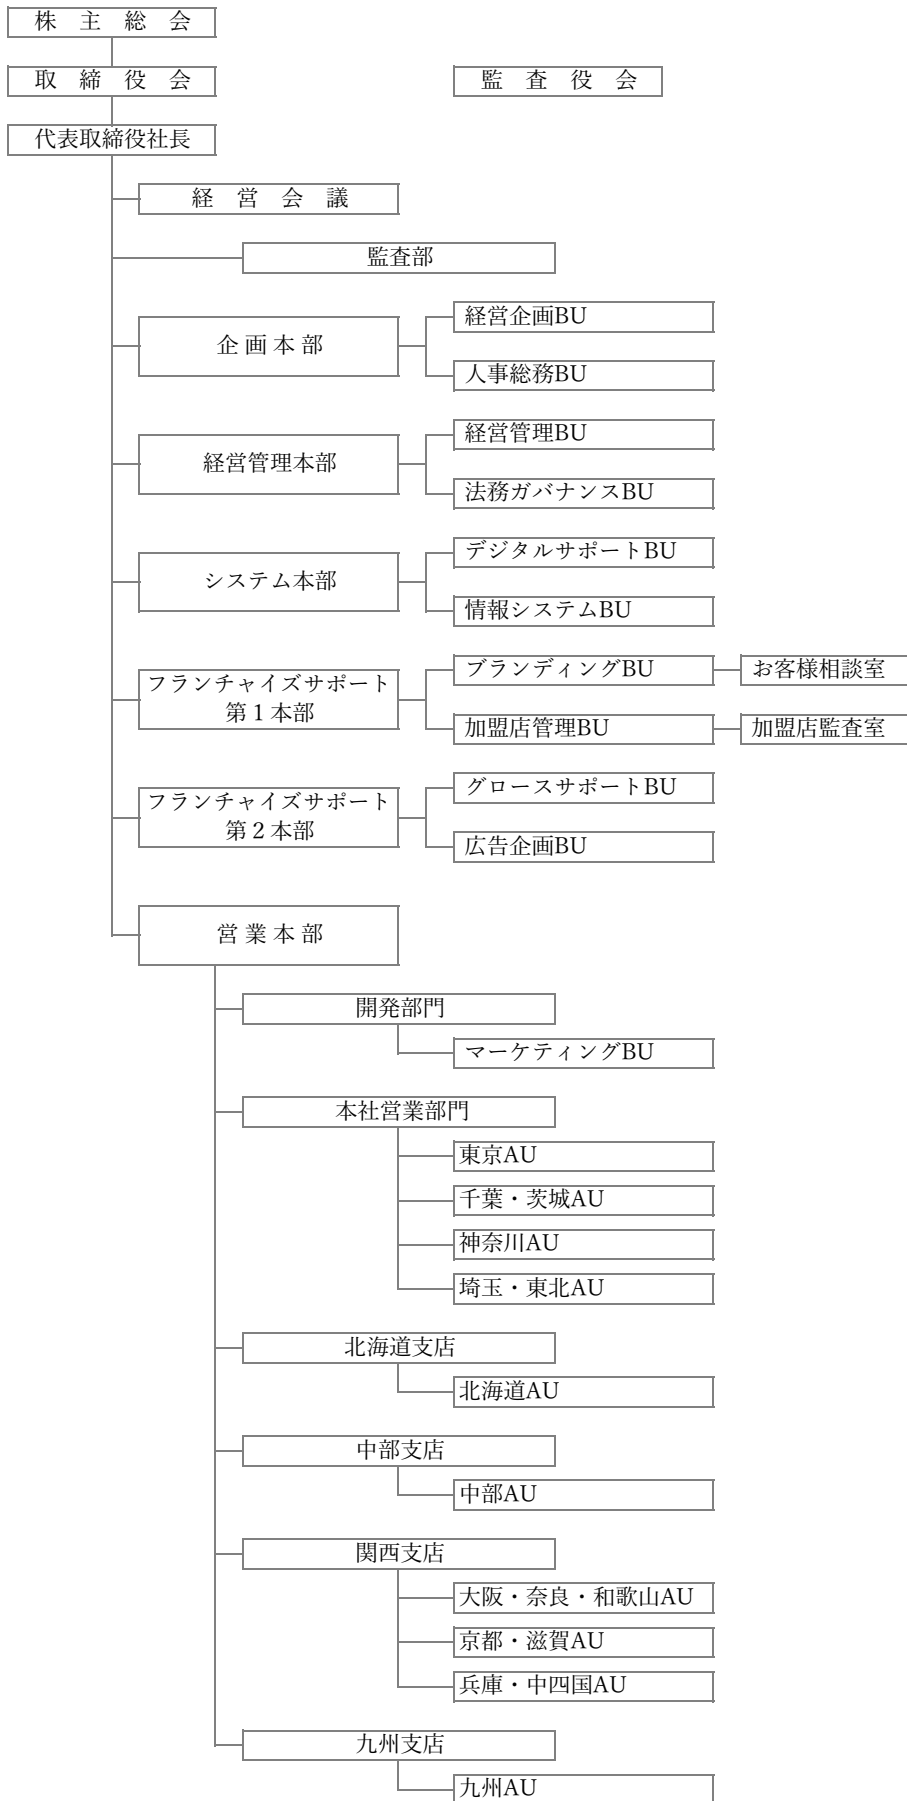 株　主　総　会
取　締　役　会
監　査　役　会
代表取締役社長
経　営　会　議
監査部
企 画 本 部
経営企画BU
人事総務BU
経営管理本部
経営管理BU
法務ガバナンスBU
システム本部
デジタルサポートBU
情報システムBU
フランチャイズサポート
第１本部
ブランディングBU
お客様相談室
加盟店管理BU
加盟店監査室
フランチャイズサポート
第２本部
グロースサポートBU
広告企画BU
営 業 本 部
開発部門
マーケティングBU
本社営業部門
東京AU
千葉・茨城AU
神奈川AU
埼玉・東北AU
北海道支店
北海道AU
中部支店
中部AU
関西支店
大阪・奈良・和歌山AU
京都・滋賀AU
兵庫・中四国AU
九州支店
九州AU